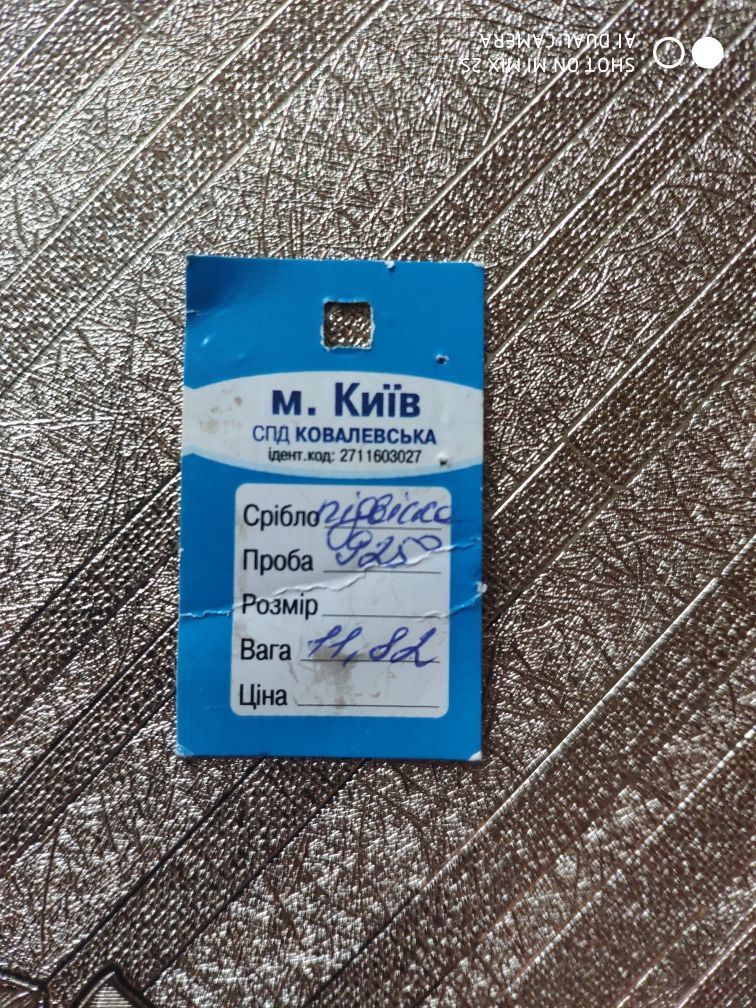 SHOT ON MI MIX 2S
AI DUAL CAMERA
м. Київ
СПД КОВАЛЕВСЬКА
ідент.код: 2711603027
Срібло підвіска
Проба 925°
Розмір
Вага 11,82
Ціна